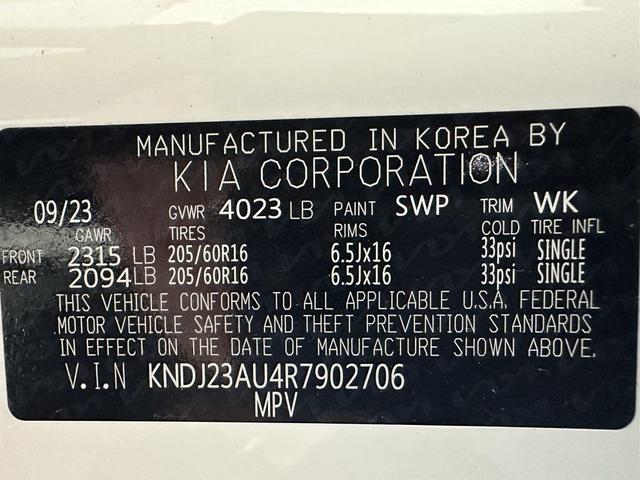 MANUFACTURED IN KOREA BY
KIA CORPORATION
09/23 GVWR 4023 LB PAINT SWP TRIM WK
GAWR TIRES RIMS COLD TIRE INFL
FRONT 2315 LB 205/60R16 6.5Jx16 33psi SINGLE
REAR 2094 LB 205/60R16 6.5Jx16 33psi SINGLE
THIS VEHICLE CONFORMS TO ALL APPLICABLE U.S.A. FEDERAL
MOTOR VEHICLE SAFETY AND THEFT PREVENTION STANDARDS
IN EFFECT ON THE DATE OF MANUFACTURE SHOWN ABOVE.
V.I.N KNDJ23AU4R7902706
MPV